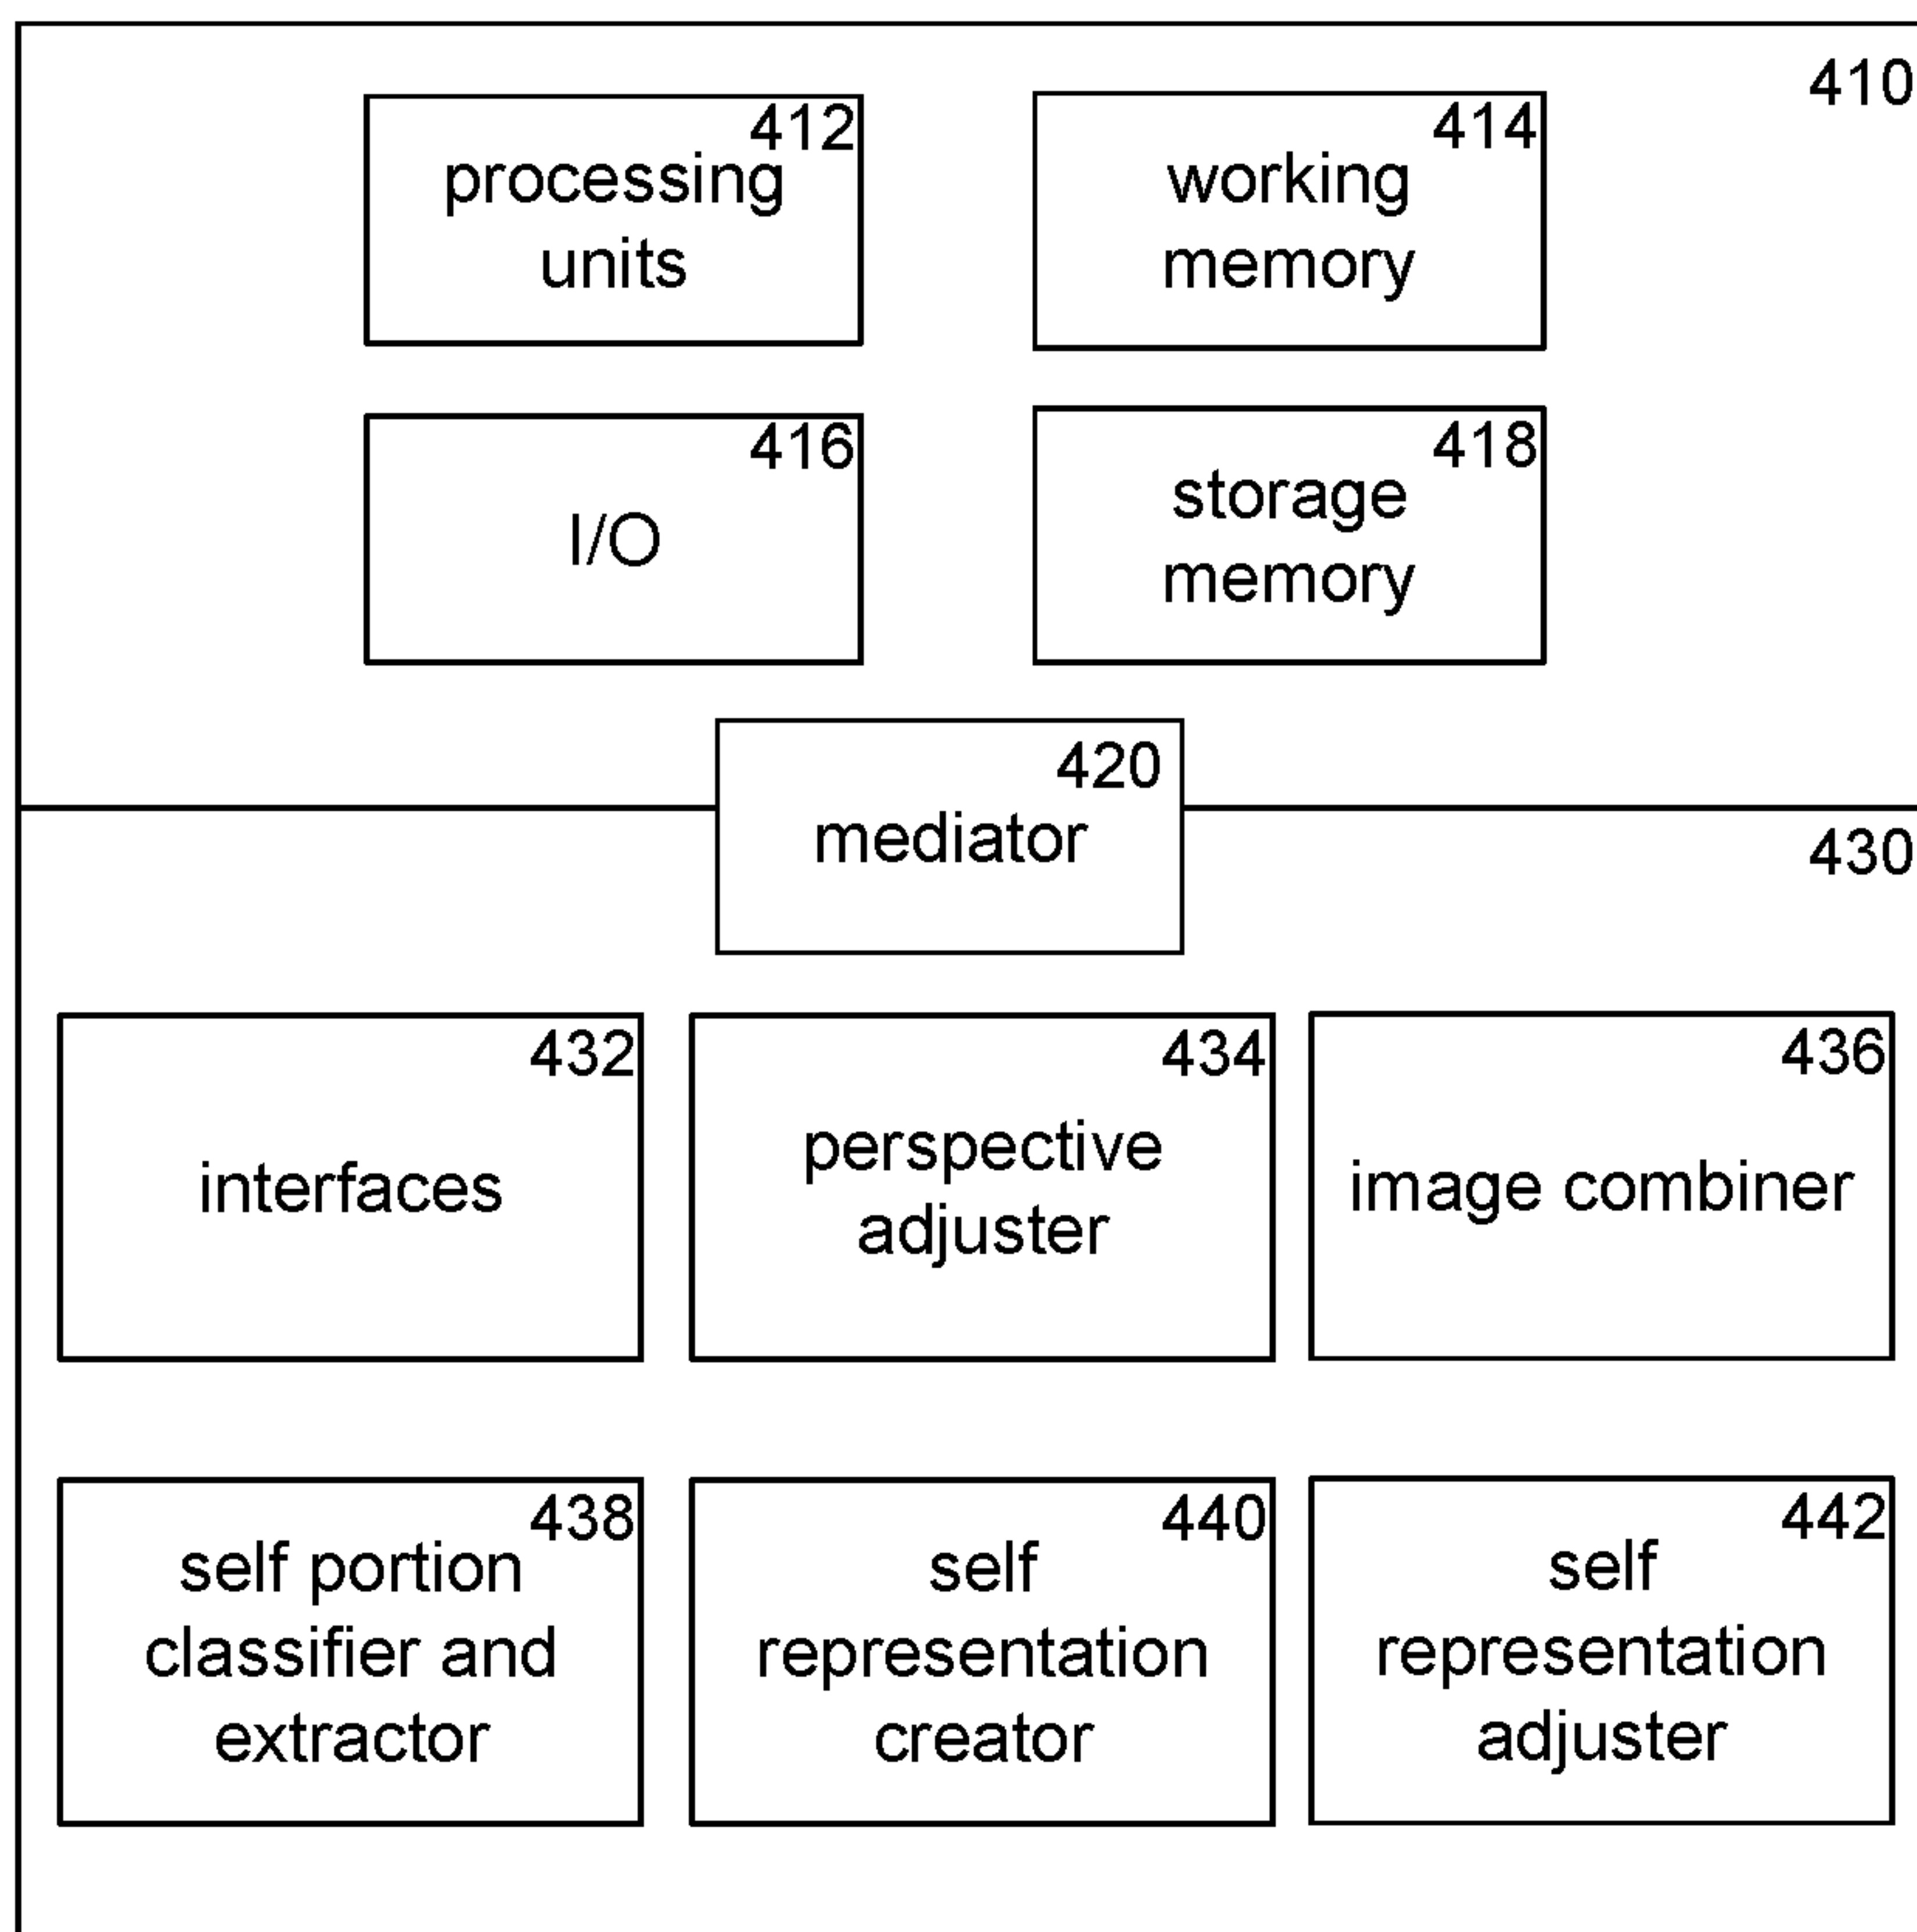 410
412
processing
units
414
working
memory
416
I/O
418
storage
memory
420
mediator
430
432
interfaces
434
perspective
adjuster
436
image combiner
438
self portion
classifier and
extractor
440
self
representation
creator
442
self
representation
adjuster